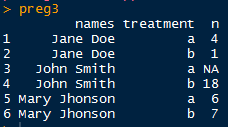 > preg3
names treatment n
1 Jane Doe a 4
2 Jane Doe b 1
3 John Smith a NA
4 John Smith b 18
5 Mary Jhonson a 6
6 Mary Jhonson b 7